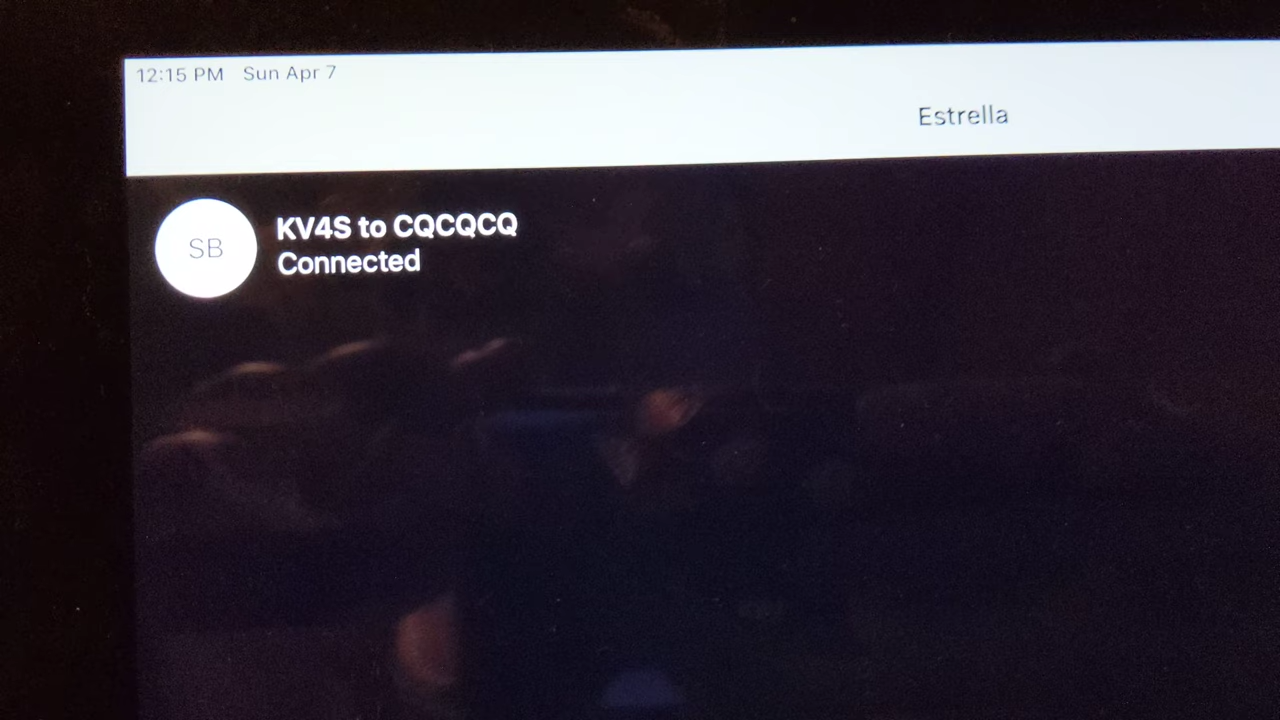 12:15 PM Sun Apr 7
Estrella
SB
KV4S to CQCQCQ
Connected